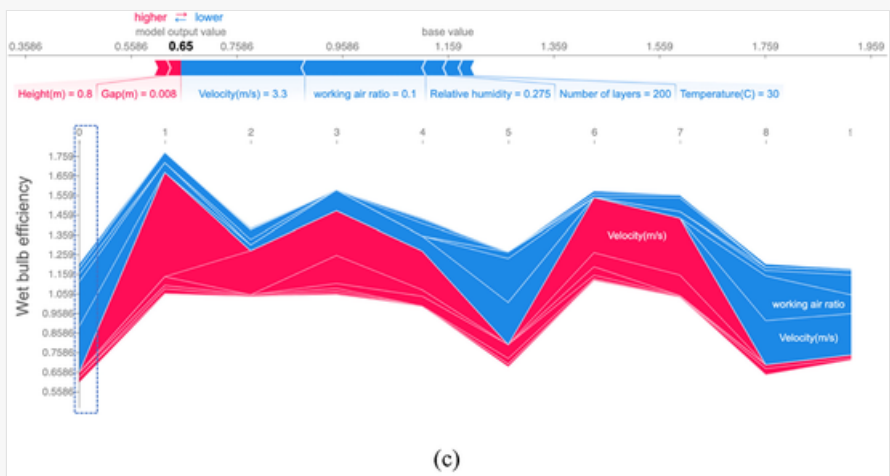 higher ⇄ lower
model output value base value
0.3586 0.5586 0.65 0.7586 0.9586 1.159 1.359 1.559 1.759 1.959
Height(m) = 0.8 Gap(m) = 0.008 Velocity(m/s) = 3.3 working air ratio = 0.1 Relative humidity = 0.275 Number of layers = 200 Temperature(C) = 30
0 1 2 3 4 5 6 7 8
Wet bulb efficiency
1.759
1.659
1.559
1.459
1.359
1.259
1.159
1.059
0.9586
0.8586
0.7586
0.6586
0.5586
Velocity(m/s)
working air ratio
Velocity(m/s)
(c)